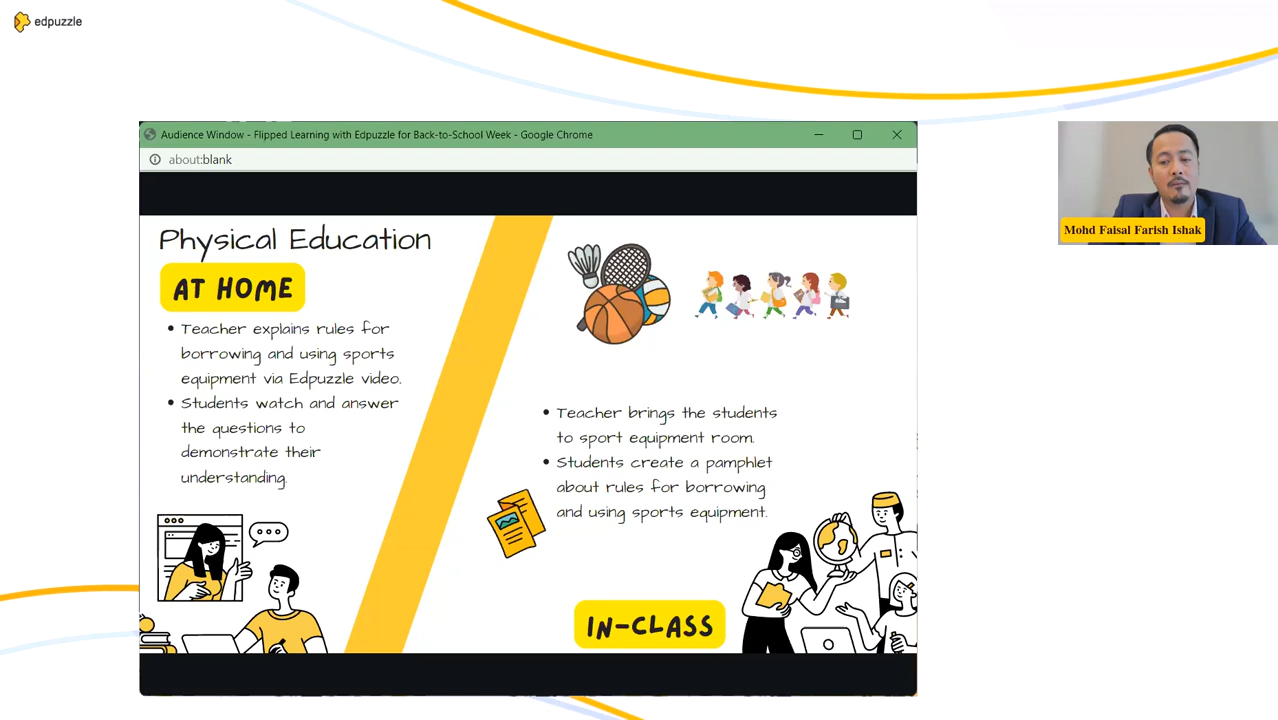 edpuzzle
Audience Window - Flipped Learning with Edpuzzle for Back-to-School Week - Google Chrome
about:blank
Physical Education
AT HOME
• Teacher explains rules for
borrowing and using sports
equipment via Edpuzzle video.
• Students watch and answer
the questions to
demonstrate their
understanding.
• Teacher brings the students
to sport equipment room.
• Students create a pamphlet
about rules for borrowing
and using sports equipment.
IN-CLASS
Mohd Faisal Farish Ishak